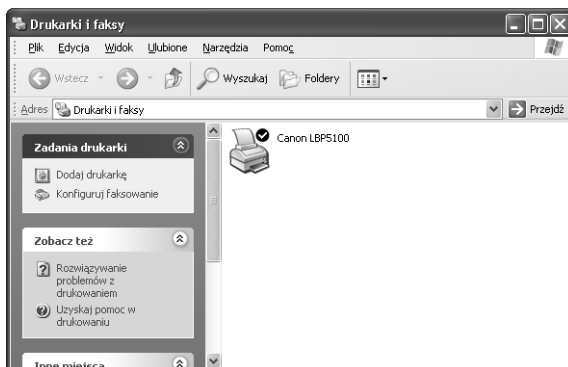 Drukarki i faksy
Plik Edycja Widok Ulubione Narzędzia Pomoc
Wstecz Wyszukaj Foldery
Adres Drukarki i faksy Przejdź
Zadania drukarki
Dodaj drukarkę
Konfiguruj faksowanie
Zobacz też
Rozwiązywanie
problemów z
drukowaniem
Uzyskaj pomoc w
drukowaniu
Inne miejsca
Canon LBP5100